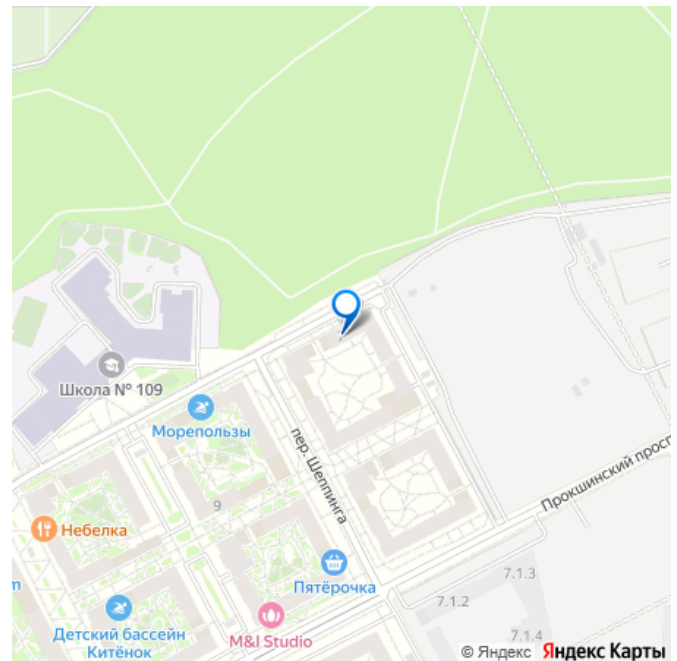 Школа № 109
Морепользы
пер. Шеппинга
Прокшинский просп
9
Небелка
m
Пятёрочка
7.1.3
7.1.2
Детский бассейн
Китёнок
M&I Studio
7.1.4
© Яндекс Яндекс Карты